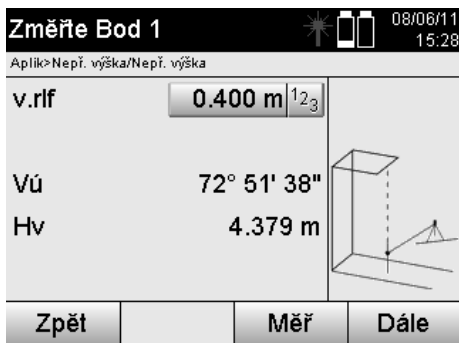 Změřte Bod 1
08/06/11
15:28
Aplik>Nepř. výška/Nepř. výška
v.rlf 0.400 m 123
Vú 72° 51' 38"
Hv 4.379 m
Zpět Měř Dále